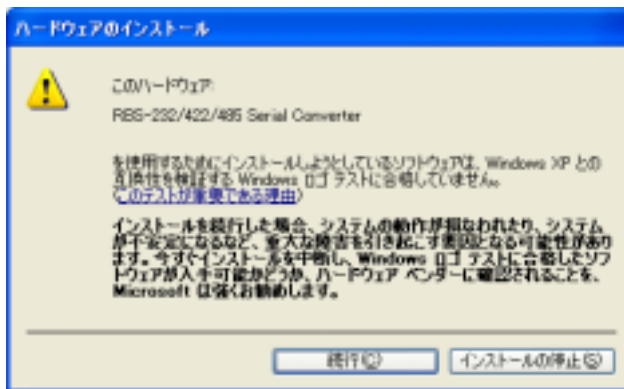 ハードウェアのインストール
このハードウェア:
RBS-232/422/485 Serial Converter
を使用するためにインストールしようとしているソフトウェアは、Windows XP との
互換性を検証する Windows ロゴ テストに合格していません。
(このテストが重要である理由)
インストールを続行した場合、システムの動作が損なわれたり、システム
が不安定になるなど、重大な障害を引き起こす要因となる可能性があり
ます。今すぐインストールを中断し、Windows ロゴ テストに合格したソフ
トウェアが入手可能かどうか、ハードウェア ベンダーに確認されることを、
Microsoft は強くお勧めします。
続行(C) インストールの停止(S)